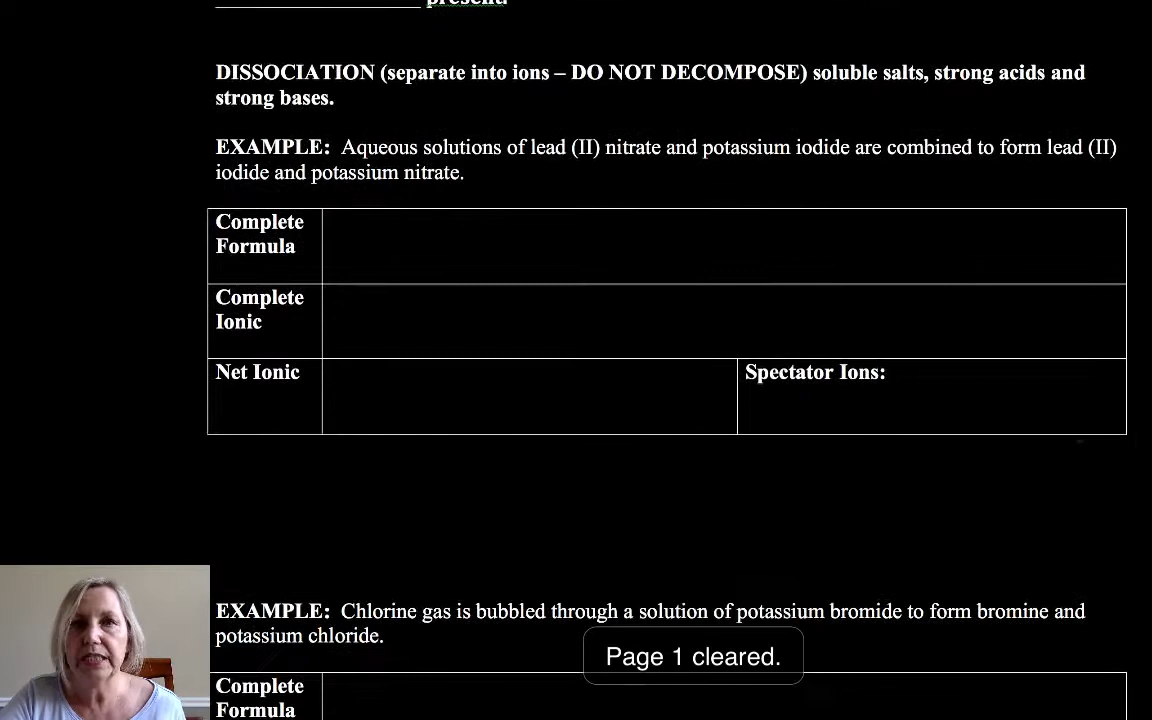 present.
DISSOCIATION (separate into ions – DO NOT DECOMPOSE) soluble salts, strong acids and
strong bases.
EXAMPLE: Aqueous solutions of lead (II) nitrate and potassium iodide are combined to form lead (II)
iodide and potassium nitrate.
Complete
Formula
Complete
Ionic
Net Ionic
Spectator Ions:
EXAMPLE: Chlorine gas is bubbled through a solution of potassium bromide to form bromine and
potassium chloride.
Page 1 cleared.
Complete
Formula